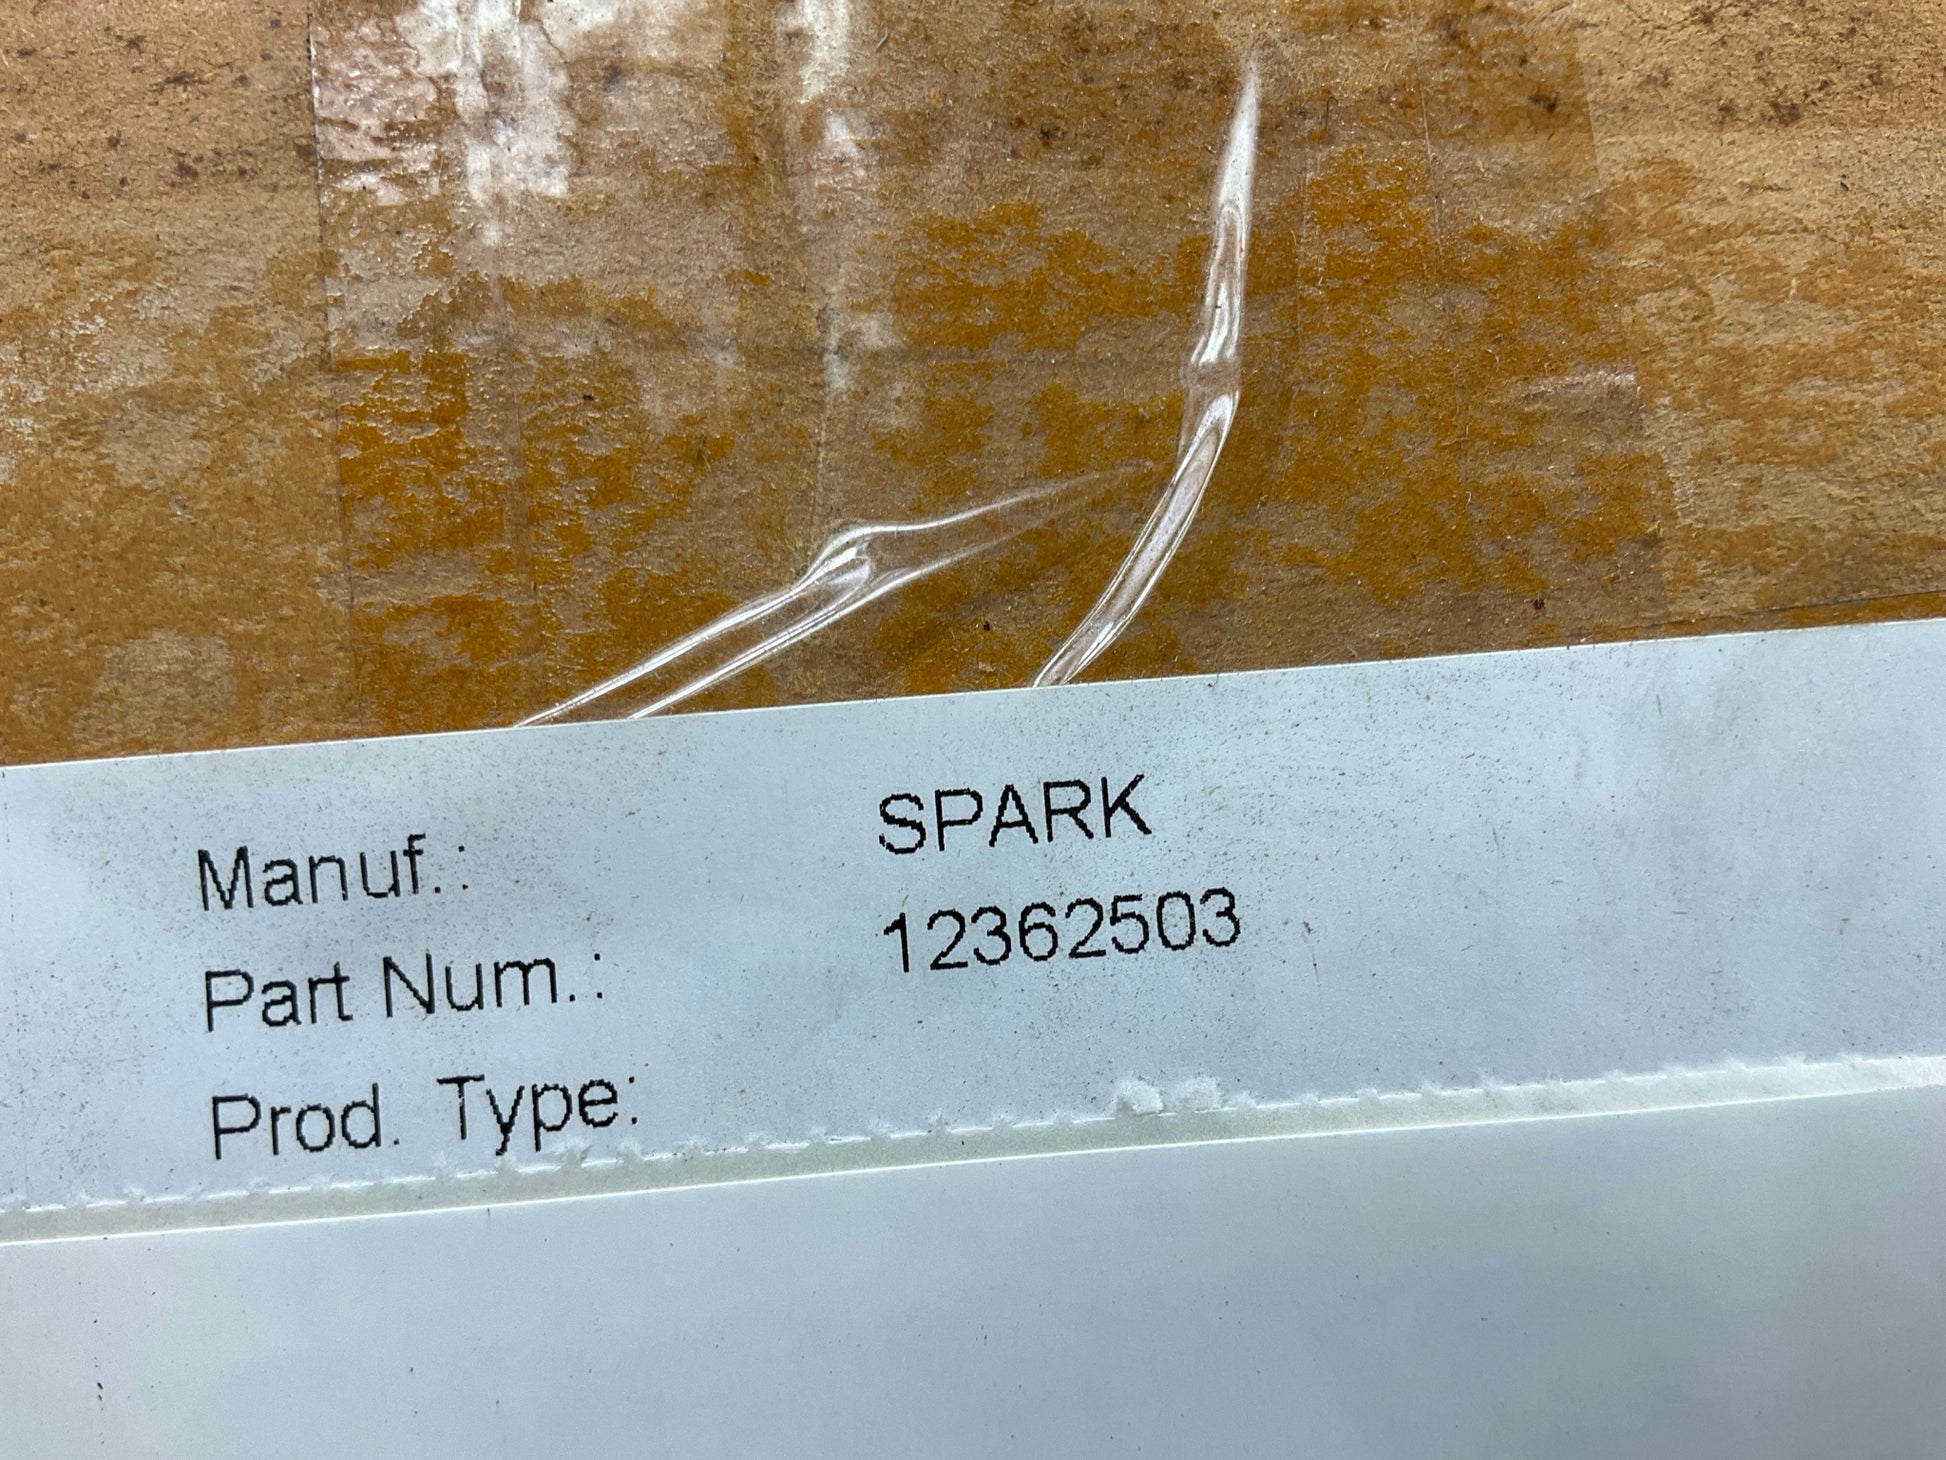 Manuf.: SPARK
Part Num.: 12362503
Prod. Type: